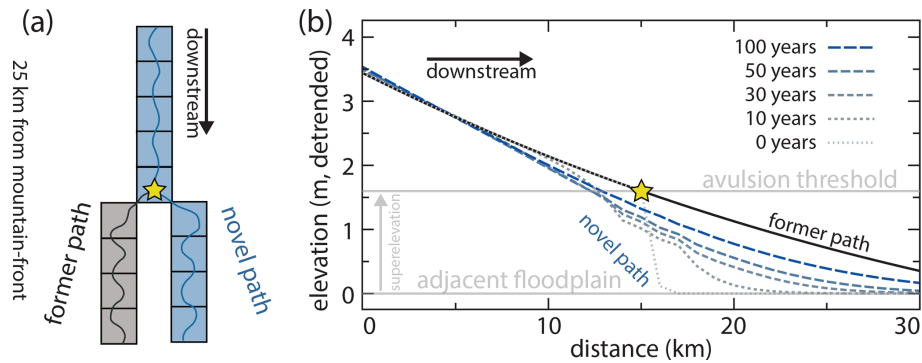 (a)
downstream
25 km from mountain-front
former path
novel path
(b)
elevation (m, detrended)
4
3
2
1
0
downstream
100 years
50 years
30 years
10 years
0 years
avulsion threshold
former path
novel path
superelevation
adjacent floodplain
0
10
20
30
distance (km)